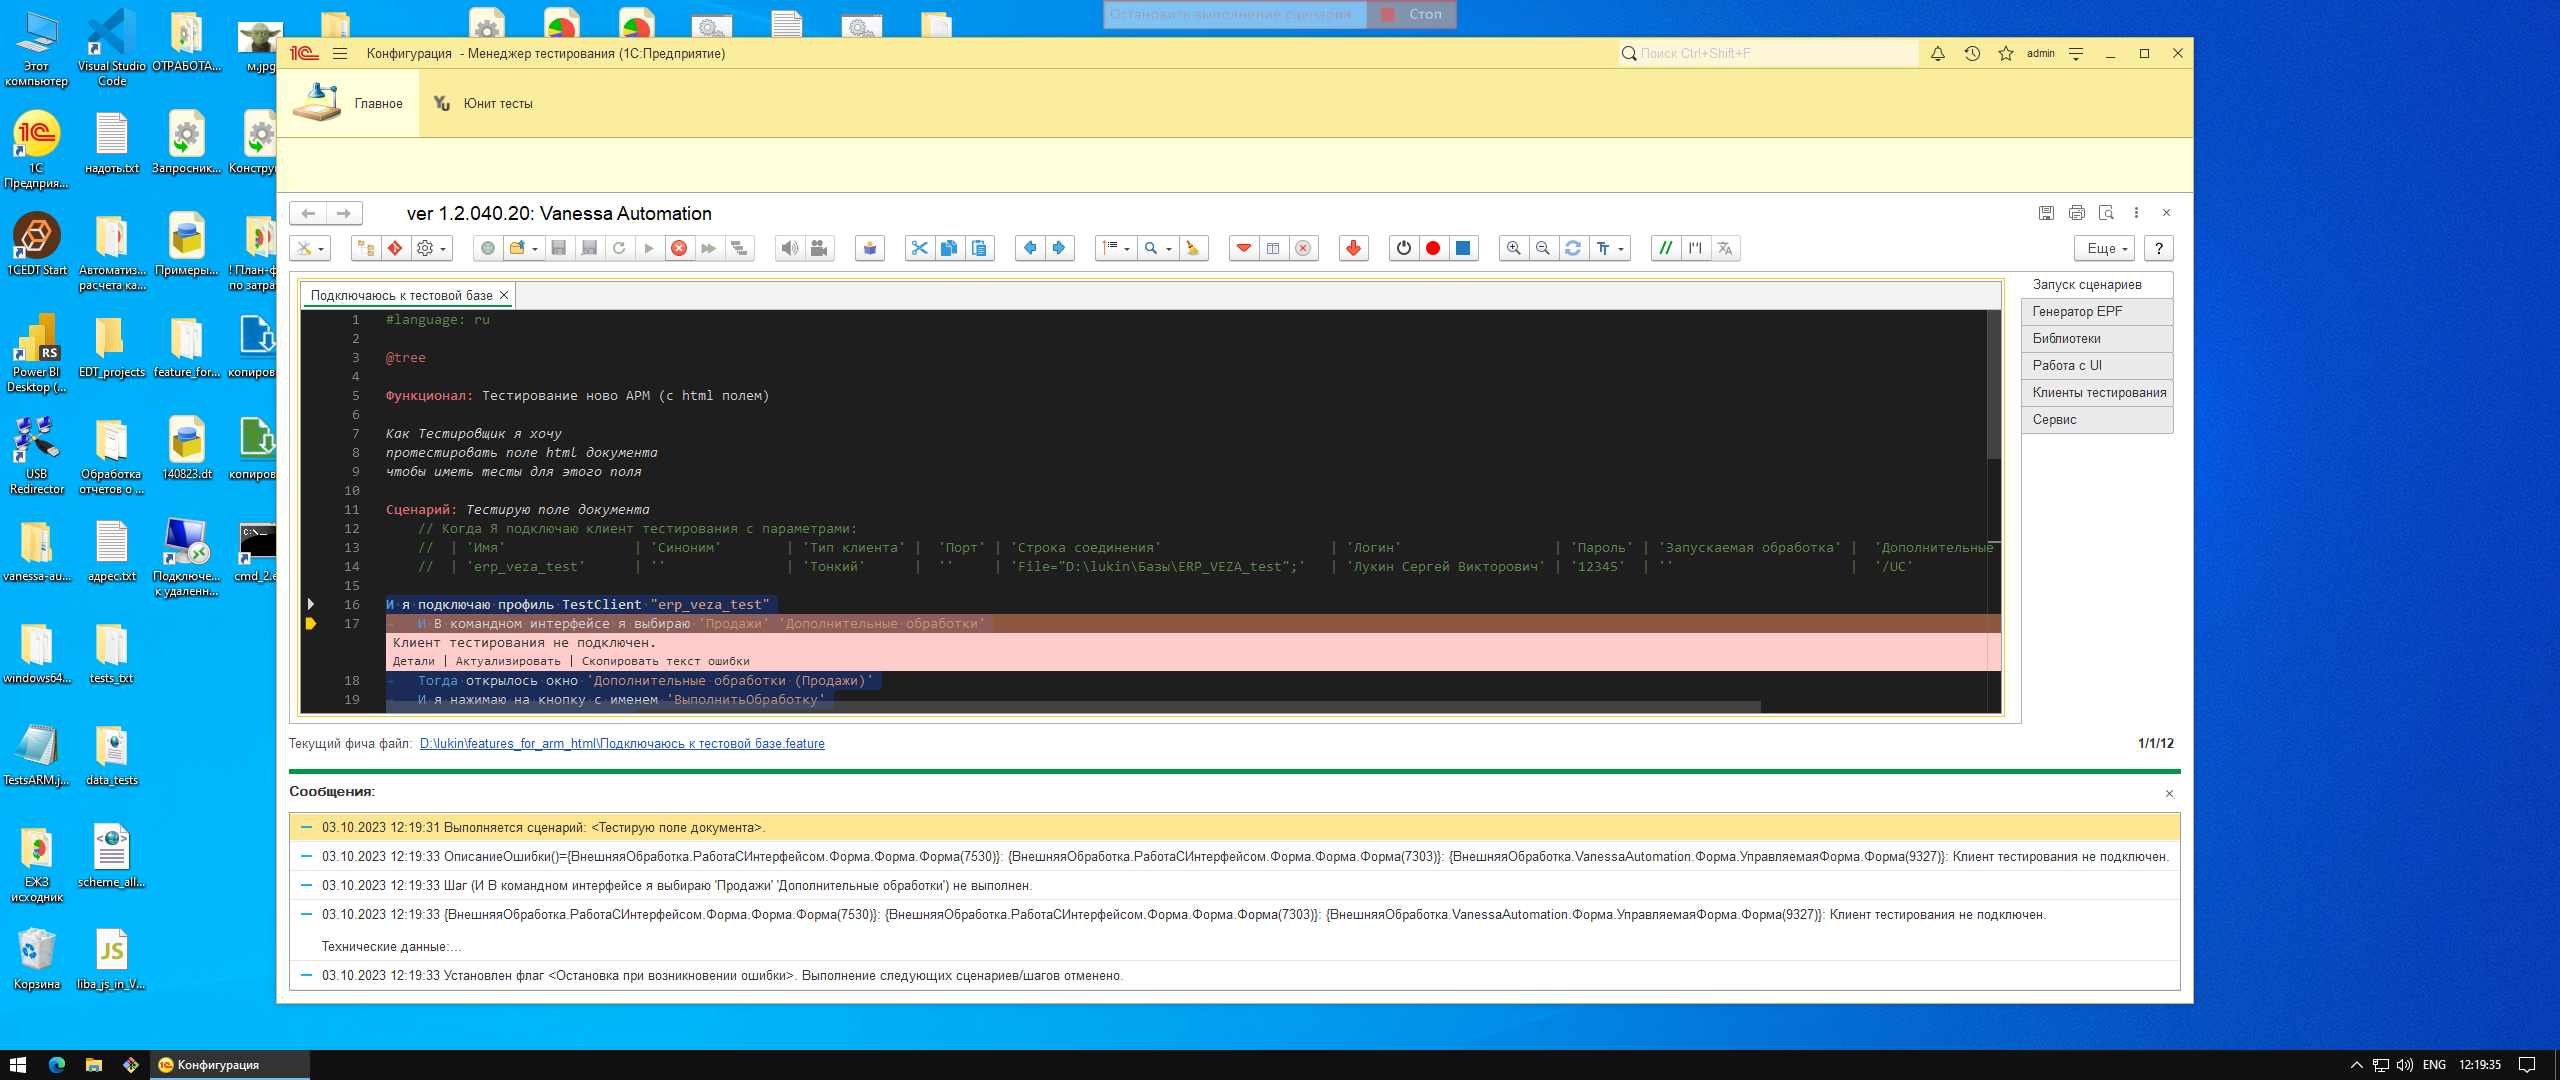 Остановить выполнение сценария Стоп
Этот компьютер
Visual Studio Code
ОТРАБОТА...
м.jpg
1С Предприя...
надоть.txt
Запросник...
Констру
1CEDT Start
Автоматиз... расчета ка...
Примеры...
! План-ф по затра
Power BI Desktop (...
EDT_projects
feature_for...
копиров
USB Redirector
Обработка отчетов о ...
140823.dt
копиров
vanessa-au...
адрес.txt
Подключе... к удаленн...
cmd_2.e
windows64...
tests_txt
TestsARM.j...
data_tests
ЕЖЗ исходник
scheme_all...
Корзина
liba_js_in_V...
Конфигурация - Менеджер тестирования (1С:Предприятие)
Поиск Ctrl+Shift+F
admin
Главное
Юнит тесты
ver 1.2.040.20: Vanessa Automation
Еще
?
Подключаюсь к тестовой базе
Запуск сценариев
Генератор EPF
Библиотеки
Работа с UI
Клиенты тестирования
Сервис
1 #language: ru
2
3 @tree
4
5 Функционал: Тестирование ново АРМ (с html полем)
6
7 Как Тестировщик я хочу
8 протестировать поле html документа
9 чтобы иметь тесты для этого поля
10
11 Сценарий: Тестирую поле документа
12 // Когда Я подключаю клиент тестирования с параметрами:
13 // | 'Имя' | 'Синоним' | 'Тип клиента' | 'Порт' | 'Строка соединения' | 'Логин' | 'Пароль' | 'Запускаемая обработка' | 'Дополнительные
14 // | 'erp_veza_test' | '' | 'Тонкий' | '' | 'File="D:\lukin\Базы\ERP_VEZA_test";' | 'Лукин Сергей Викторович' | '12345' | '' | '/UC'
15
16 И я подключаю профиль TestClient "erp_veza_test"
17 И В командном интерфейсе я выбираю 'Продажи' 'Дополнительные обработки'
Клиент тестирования не подключен.
Детали | Актуализировать | Скопировать текст ошибки
18 Тогда открылось окно 'Дополнительные обработки (Продажи)'
19 И я нажимаю на кнопку с именем 'ВыполнитьОбработку'
Текущий фича файл: D:\lukin\features_for_arm_html\Подключаюсь к тестовой базе.feature
1/1/12
Сообщения:
03.10.2023 12:19:31 Выполняется сценарий: <Тестирую поле документа>.
03.10.2023 12:19:33 ОписаниеОшибки()={ВнешняяОбработка.РаботаСИнтерфейсом.Форма.Форма.Форма(7530)}: {ВнешняяОбработка.РаботаСИнтерфейсом.Форма.Форма.Форма(7303)}: {ВнешняяОбработка.VanessaAutomation.Форма.УправляемаяФорма.Форма(9327)}: Клиент тестирования не подключен.
03.10.2023 12:19:33 Шаг (И В командном интерфейсе я выбираю 'Продажи' 'Дополнительные обработки') не выполнен.
03.10.2023 12:19:33 {ВнешняяОбработка.РаботаСИнтерфейсом.Форма.Форма.Форма(7530)}: {ВнешняяОбработка.РаботаСИнтерфейсом.Форма.Форма.Форма(7303)}: {ВнешняяОбработка.VanessaAutomation.Форма.УправляемаяФорма.Форма(9327)}: Клиент тестирования не подключен.
Технические данные:...
03.10.2023 12:19:33 Установлен флаг <Остановка при возникновении ошибки>. Выполнение следующих сценариев/шагов отменено.
Конфигурация
ENG
12:19:35